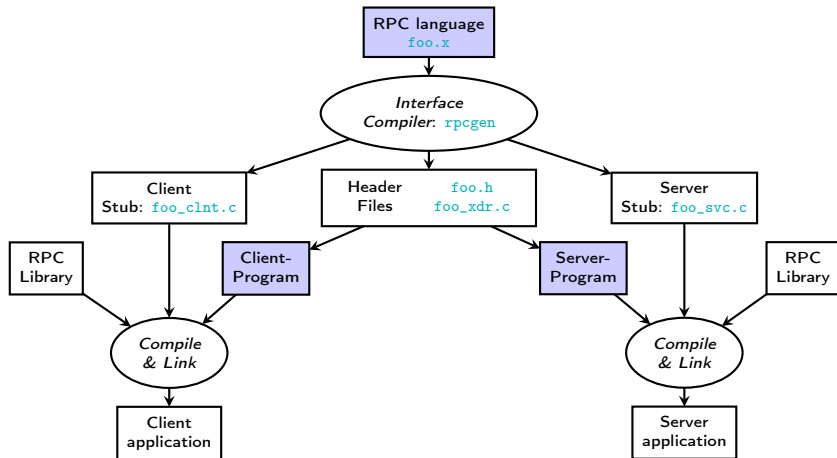 RPC language
foo.x
Interface
Compiler: rpcgen
Client
Stub: foo_clnt.c
Header foo.h
Files foo_xdr.c
Server
Stub: foo_svc.c
RPC
Library
Client-
Program
Server-
Program
RPC
Library
Compile
& Link
Compile
& Link
Client
application
Server
application